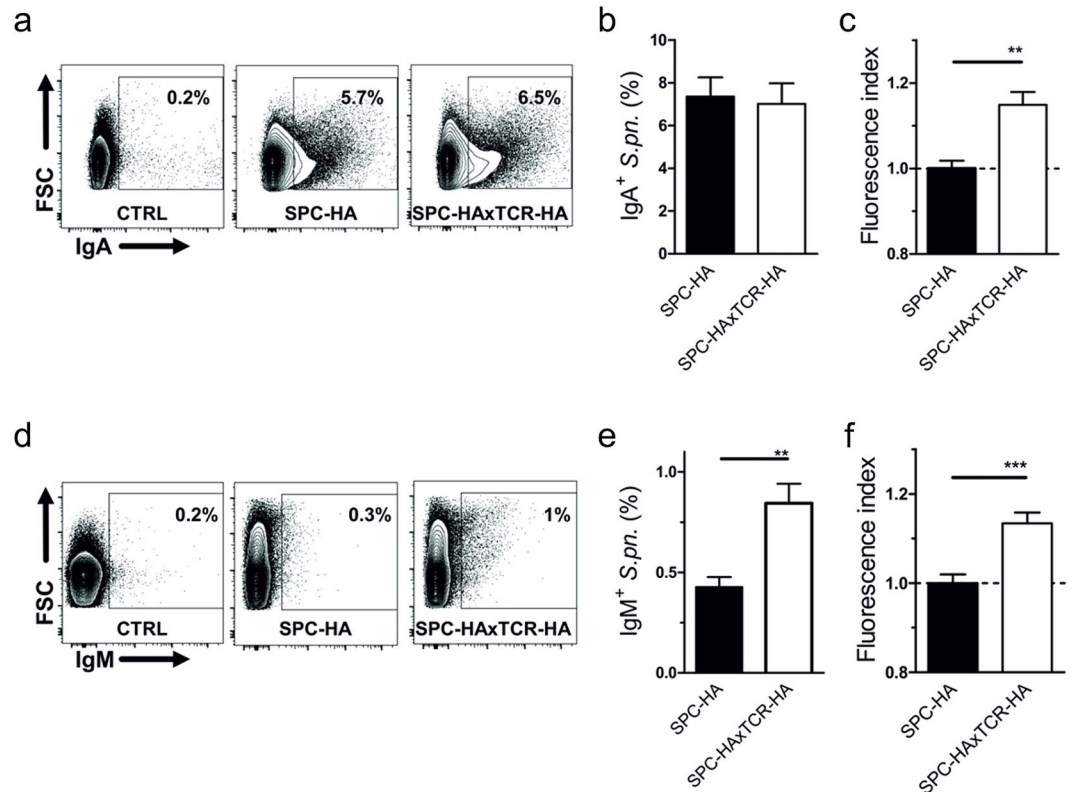 a
FSC
0.2%
CTRL
IgA
5.7%
SPC-HA
6.5%
SPC-HAxTCR-HA
b
IgA+ S.pn. (%)
10
8
6
4
2
0
SPC-HA
SPC-HAxTCR-HA
c
Fluorescence index
**
1.2
1.0
0.8
SPC-HA
SPC-HAxTCR-HA
d
FSC
0.2%
CTRL
IgM
0.3%
SPC-HA
1%
SPC-HAxTCR-HA
e
IgM+ S.pn. (%)
**
1.0
0.5
0.0
SPC-HA
SPC-HAxTCR-HA
f
Fluorescence index
***
1.2
1.0
0.8
SPC-HA
SPC-HAxTCR-HA